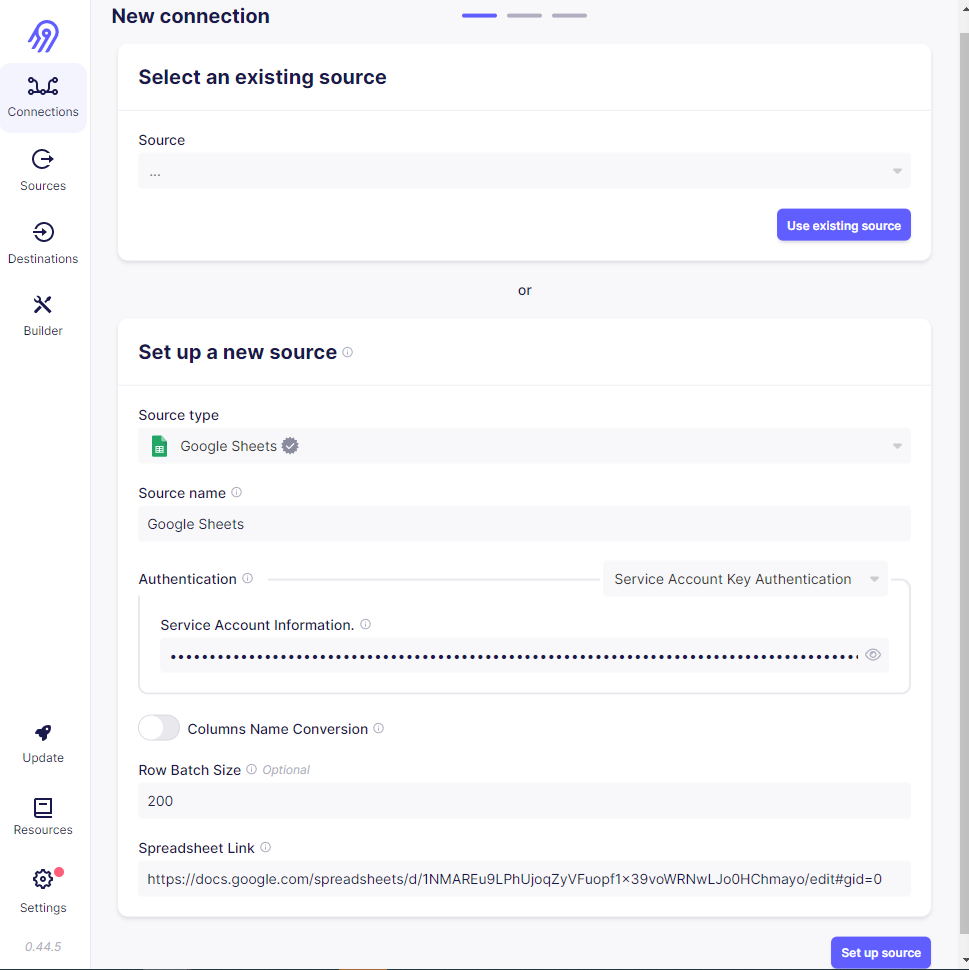 New connection
Connections
Sources
Destinations
Builder
Update
Resources
Settings
0.44.5
Select an existing source
Source
...
Use existing source
or
Set up a new source
Source type
Google Sheets
Source name
Google Sheets
Authentication
Service Account Key Authentication
Service Account Information.
Columns Name Conversion
Row Batch Size Optional
200
Spreadsheet Link
https://docs.google.com/spreadsheets/d/1NMAREu9LPhUjoqZyVFuopf1×39voWRNwLJo0HChmayo/edit#gid=0
Set up source